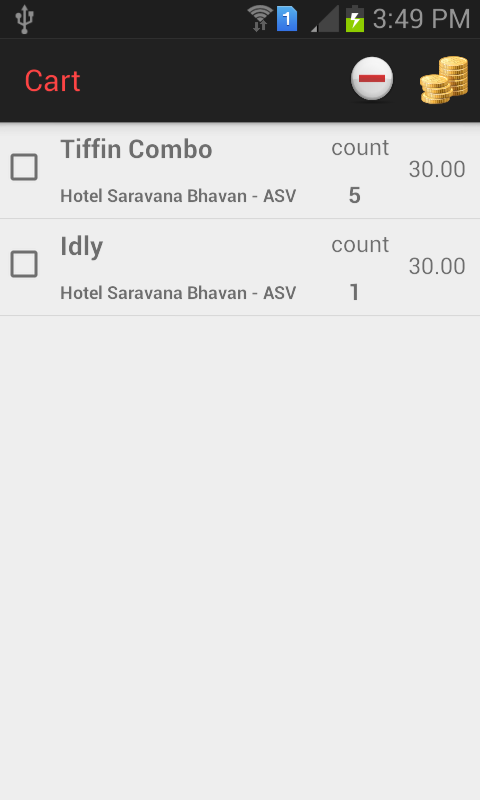 1 3:49 PM
Cart
Tiffin Combo count 30.00
Hotel Saravana Bhavan - ASV 5
Idly count 30.00
Hotel Saravana Bhavan - ASV 1